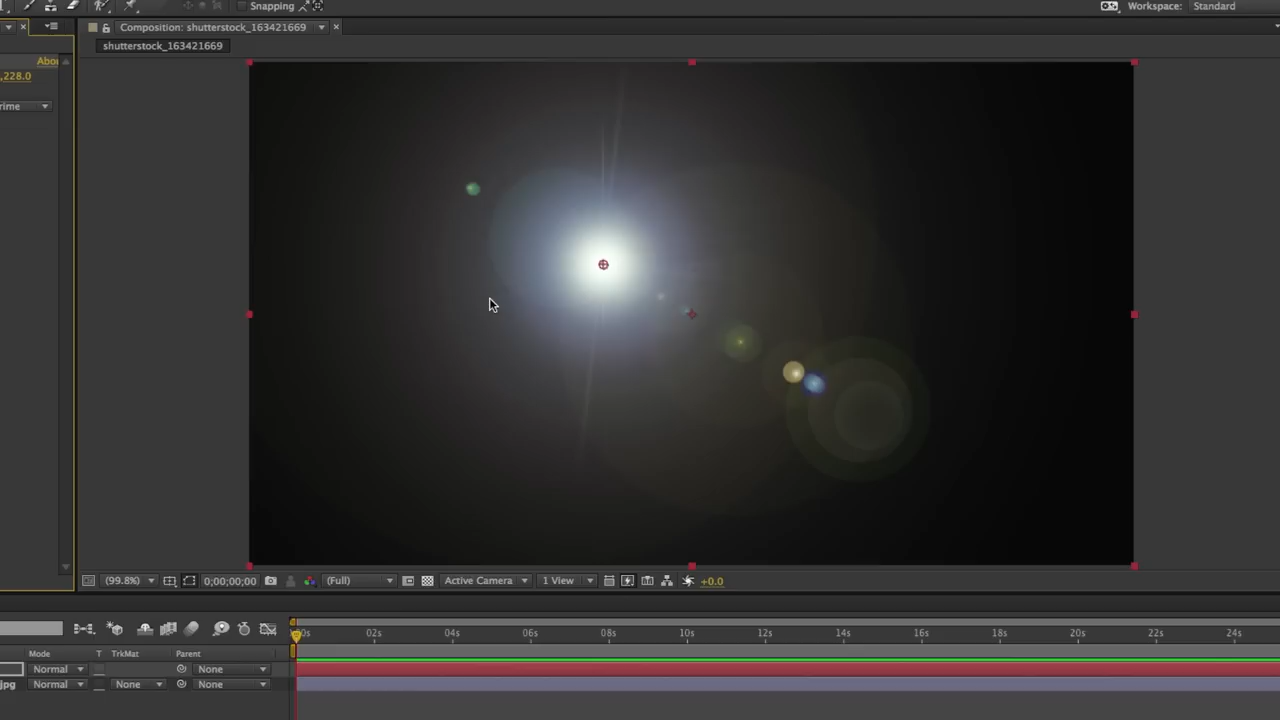 Snapping
Workspace: Standard
Composition: shutterstock_163421669
shutterstock_163421669
,228.0
(99.8%)
0;00;00;00
(Full)
Active Camera
1 View
+0.0
02s 04s 06s 08s 10s 12s 14s 16s 18s 20s 22s 24s
Mode T TrkMat Parent
Normal None
jpg Normal None None